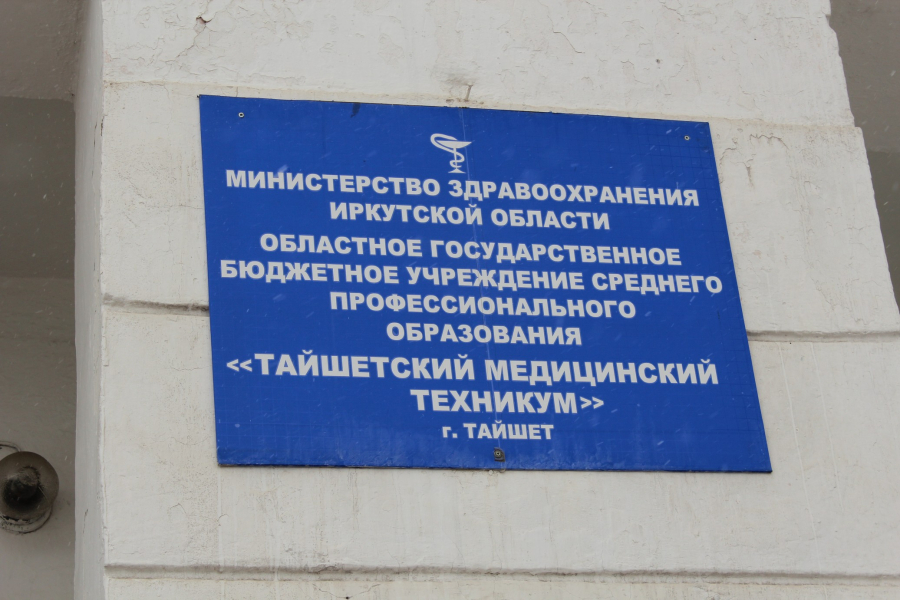 МИНИСТЕРСТВО ЗДРАВООХРАНЕНИЯ
ИРКУТСКОЙ ОБЛАСТИ
ОБЛАСТНОЕ ГОСУДАРСТВЕННОЕ
БЮДЖЕТНОЕ УЧРЕЖДЕНИЕ СРЕДНЕГО
ПРОФЕССИОНАЛЬНОГО
ОБРАЗОВАНИЯ
«ТАЙШЕТСКИЙ МЕДИЦИНСКИЙ
ТЕХНИКУМ»
г. ТАЙШЕТ